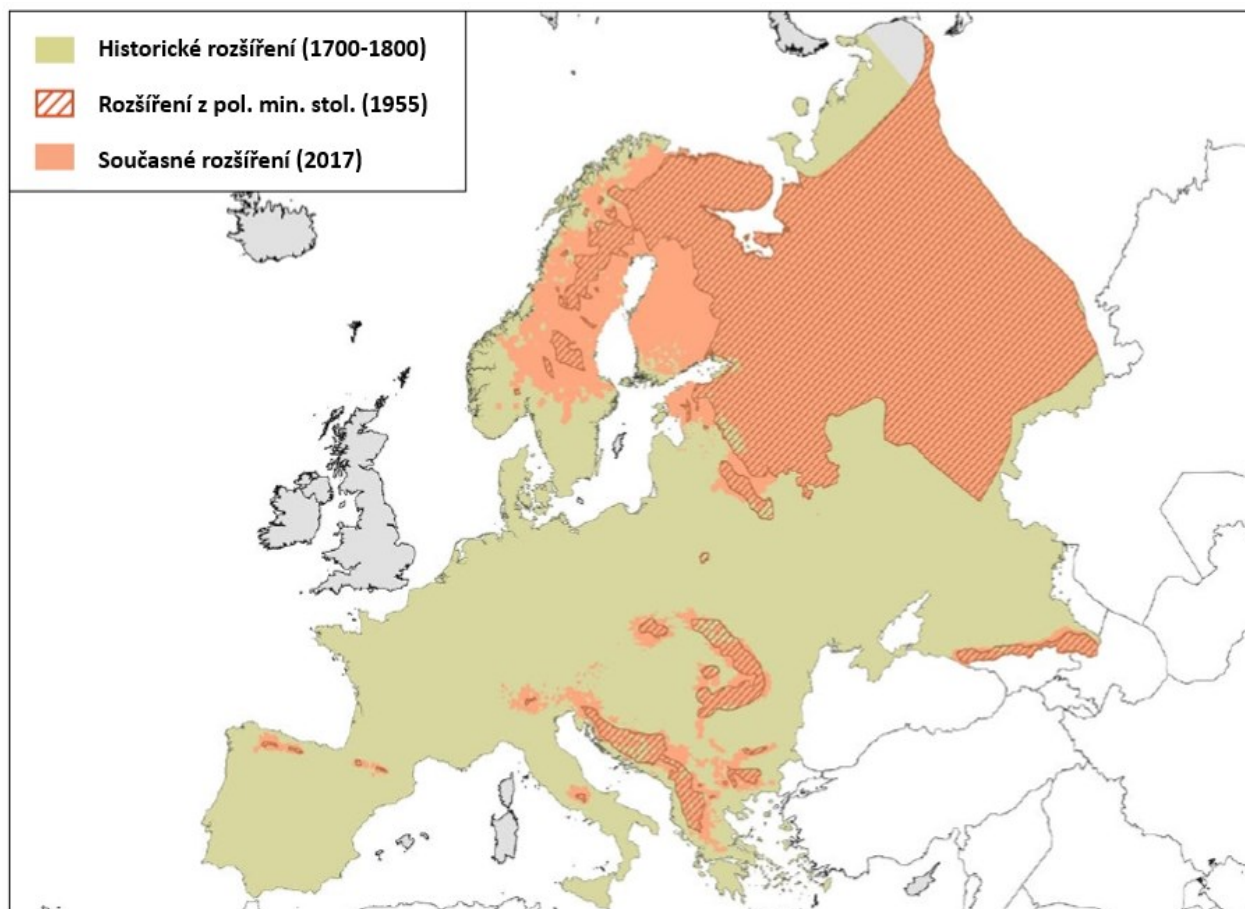 Historické rozšíření (1700-1800)
Rozšíření z pol. min. stol. (1955)
Současné rozšíření (2017)